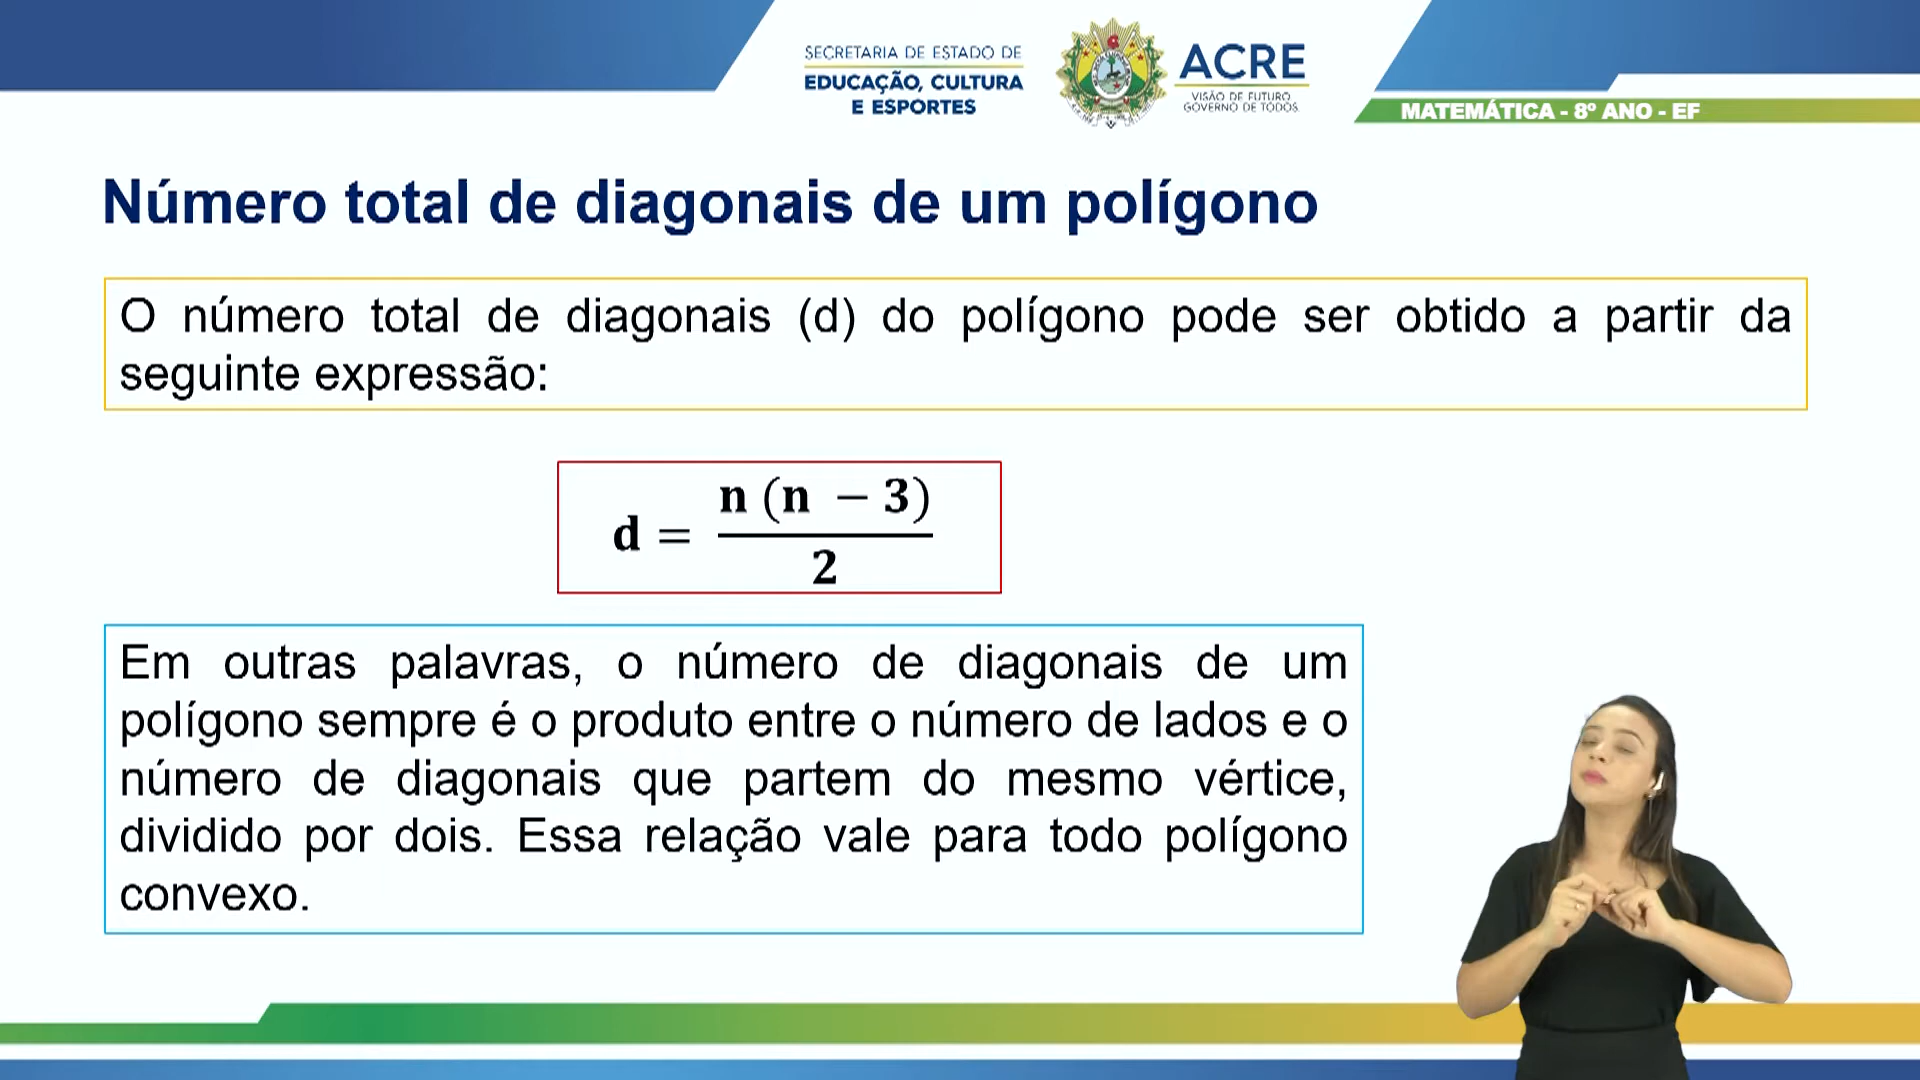 SECRETARIA DE ESTADO DE
EDUCAÇÃO, CULTURA
E ESPORTES
ACRE
VISÃO DE FUTURO
GOVERNO DE TODOS
MATEMÁTICA - 8º ANO - EF
Número total de diagonais de um polígono
O número total de diagonais (d) do polígono pode ser obtido a partir da
seguinte expressão:
d = n (n - 3) / 2
Em outras palavras, o número de diagonais de um
polígono sempre é o produto entre o número de lados e o
número de diagonais que partem do mesmo vértice,
dividido por dois. Essa relação vale para todo polígono
convexo.